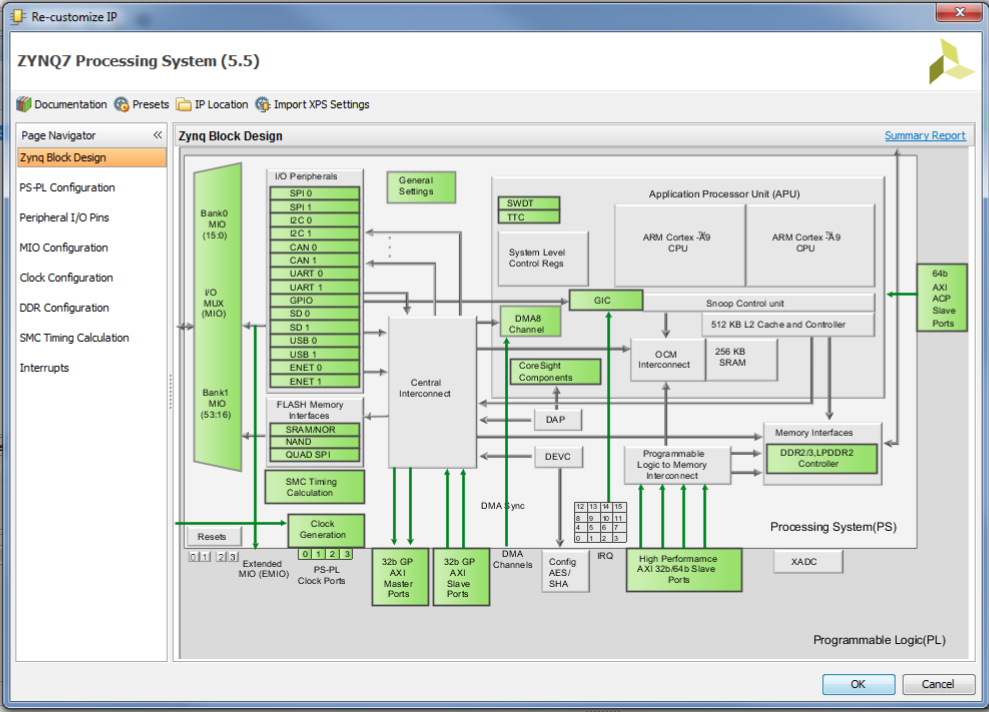 Re-customize IP
ZYNQ7 Processing System (5.5)
Documentation Presets IP Location Import XPS Settings
Page Navigator
Zynq Block Design
PS-PL Configuration
Peripheral I/O Pins
MIO Configuration
Clock Configuration
DDR Configuration
SMC Timing Calculation
Interrupts
Zynq Block Design
Summary Report
Bank0
MIO
(15:0)
I/O
MUX
(MIO)
Bank1
MIO
(53:16)
I/O Peripherals
SPI 0
SPI 1
I2C 0
I2C 1
CAN 0
CAN 1
UART 0
UART 1
GPIO
SD 0
SD 1
USB 0
USB 1
ENET 0
ENET 1
FLASH Memory
Interfaces
SRAM/NOR
NAND
QUAD SPI
SMC Timing
Calculation
General
Settings
Application Processor Unit (APU)
SWDT
TTC
System Level
Control Regs
ARM Cortex -A9
CPU
ARM Cortex -A9
CPU
GIC
Snoop Control unit
DMA8
Channel
512 KB L2 Cache and Controller
OCM
Interconnect
256 KB
SRAM
CoreSight
Components
Central
Interconnect
DAP
DEVC
Programmable
Logic to Memory
Interconnect
Memory Interfaces
DDR2/3,LPDDR2
Controller
64b
AXI
ACP
Slave
Ports
Resets
0 1 2 3
Clock
Generation
0 1 2 3
Extended
MIO (EMIO)
PS-PL
Clock Ports
32b GP
AXI
Master
Ports
32b GP
AXI
Slave
Ports
DMA Sync
DMA
Channels
12 13 14 15
8 9 10 11
4 5 6 7
0 1 2 3
IRQ
Config
AES/
SHA
High Performamce
AXI 32b/64b Slave
Ports
Processing System(PS)
XADC
Programmable Logic(PL)
OK Cancel